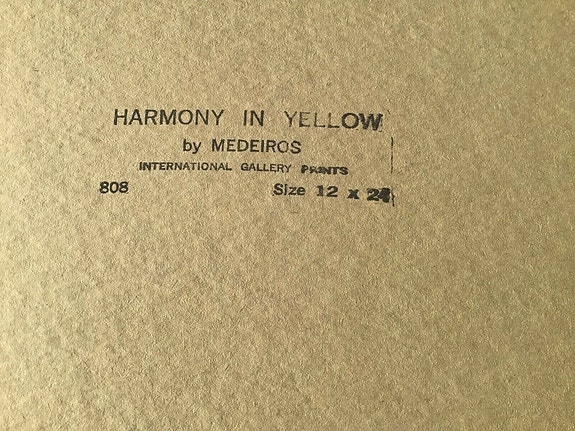 HARMONY IN YELLOW
by MEDEIROS
INTERNATIONAL GALLERY PRINTS
808 Size 12 x 24